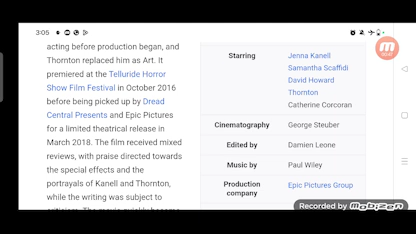 3:05
acting before production began, and
Thornton replaced him as Art. It
premiered at the Telluride Horror
Show Film Festival in October 2016
before being picked up by Dread
Central Presents and Epic Pictures
for a limited theatrical release in
March 2018. The film received mixed
reviews, with praise directed towards
the special effects and the
portrayals of Kanell and Thornton,
while the writing was subject to
Starring
Jenna Kanell
Samantha Scaffidi
David Howard
Thornton
Catherine Corcoran
Cinematography George Steuber
Edited by Damien Leone
Music by Paul Wiley
Production
company
Epic Pictures Group
Recorded by Mobizen